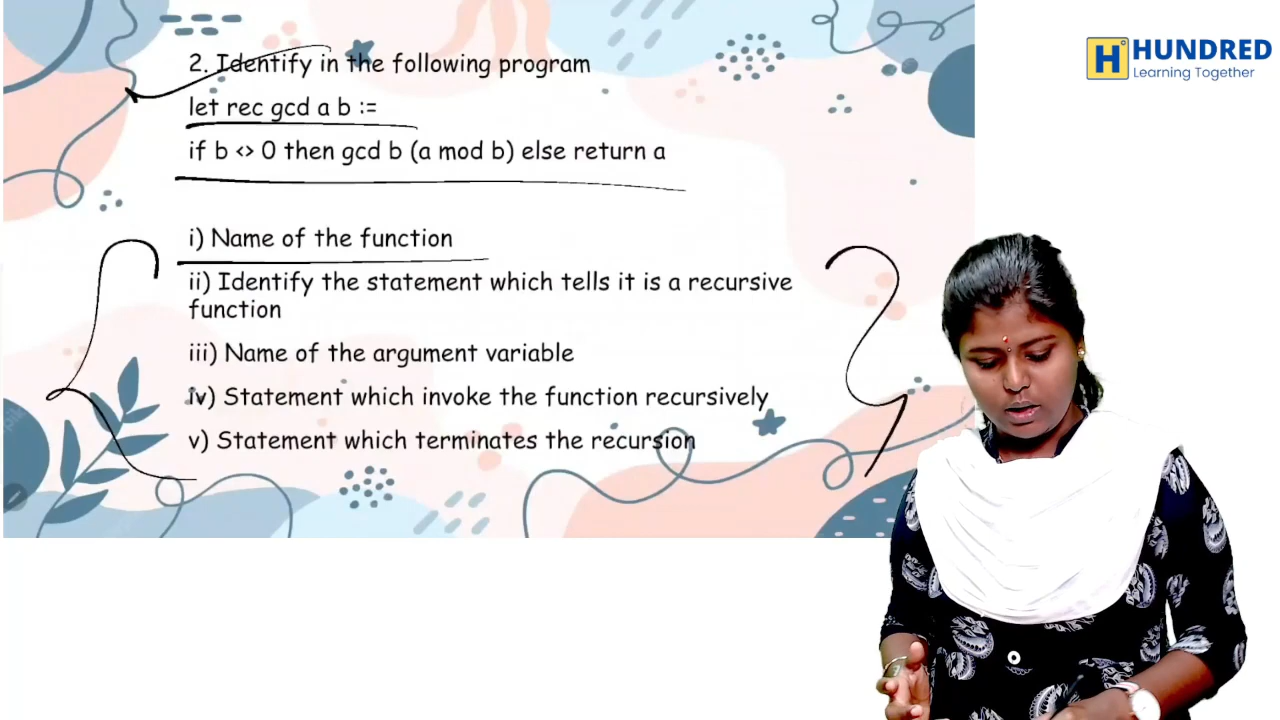 HUNDRED
Learning Together
2. Identify in the following program
let rec gcd a b :=
if b <> 0 then gcd b (a mod b) else return a
i) Name of the function
ii) Identify the statement which tells it is a recursive
function
iii) Name of the argument variable
iv) Statement which invoke the function recursively
v) Statement which terminates the recursion